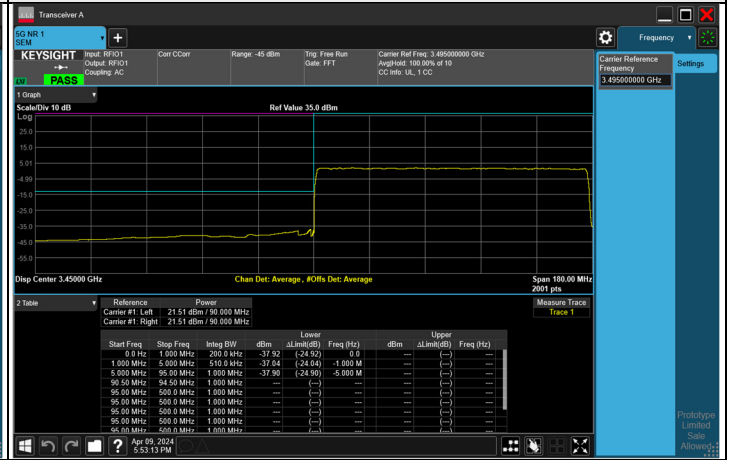 Transceiver A
5G NR 1
SEM
Frequency
KEYSIGHT
Input: RFIO1
Output: RFIO1
Coupling: AC
Corr CCorr
Range: -45 dBm
Trig: Free Run
Gate: FFT
Carrier Ref Freq: 3.495000000 GHz
Avg|Hold: 100.00% of 10
CC Info: UL, 1 CC
LVI
PASS
Carrier Reference
Frequency
3.495000000 GHz
Settings
1 Graph
Scale/Div 10 dB
Ref Value 35.0 dBm
Log
25.0
15.0
5.01
-4.99
-15.0
-25.0
-35.0
-45.0
-55.0
Disp Center 3.45000 GHz
Chan Det: Average, #Offs Det: Average
Span 180.00 MHz
2001 pts
2 Table
Reference Power
Carrier #1: Left 21.51 dBm / 90.000 MHz
Carrier #1: Right 21.51 dBm / 90.000 MHz
Measure Trace
Trace 1
Lower Upper
Start Freq Stop Freq Integ BW dBm ΔLimit(dB) Freq (Hz) dBm ΔLimit(dB) Freq (Hz)
0.0 Hz 1.000 MHz 200.0 kHz -37.92 (-24.92) 0.0 --- (---) ---
1.000 MHz 5.000 MHz 510.0 kHz -37.04 (-24.04) -1.000 M --- (---) ---
5.000 MHz 95.00 MHz 1.000 MHz -37.90 (-24.90) -5.000 M --- (---) ---
90.50 MHz 94.50 MHz 1.000 MHz --- (---) --- --- (---) ---
95.00 MHz 500.0 MHz 1.000 MHz --- (---) --- --- (---) ---
95.00 MHz 500.0 MHz 1.000 MHz --- (---) --- --- (---) ---
95.00 MHz 500.0 MHz 1.000 MHz --- (---) --- --- (---) ---
95.00 MHz 500.0 MHz 1.000 MHz --- (---) --- --- (---) ---
95.00 MHz 500.0 MHz 1.000 MHz --- (---) --- --- (---) ---
Prototype
Limited
Sale
Allowed
Apr 09, 2024
5:53:13 PM